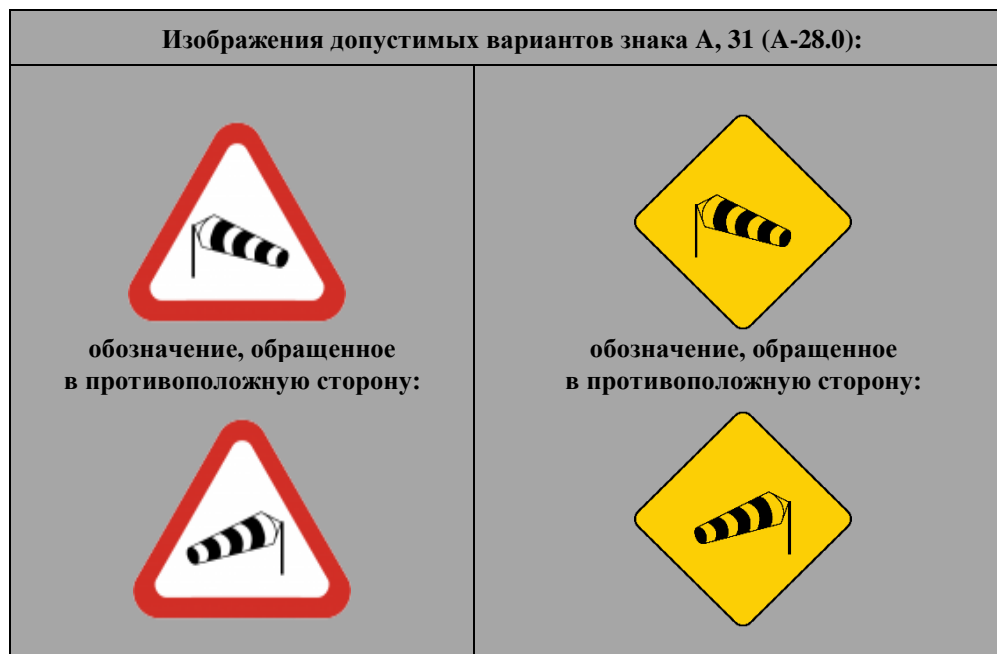 Изображения допустимых вариантов знака A, 31 (A-28.0):
обозначение, обращенное
в противоположную сторону:
обозначение, обращенное
в противоположную сторону: